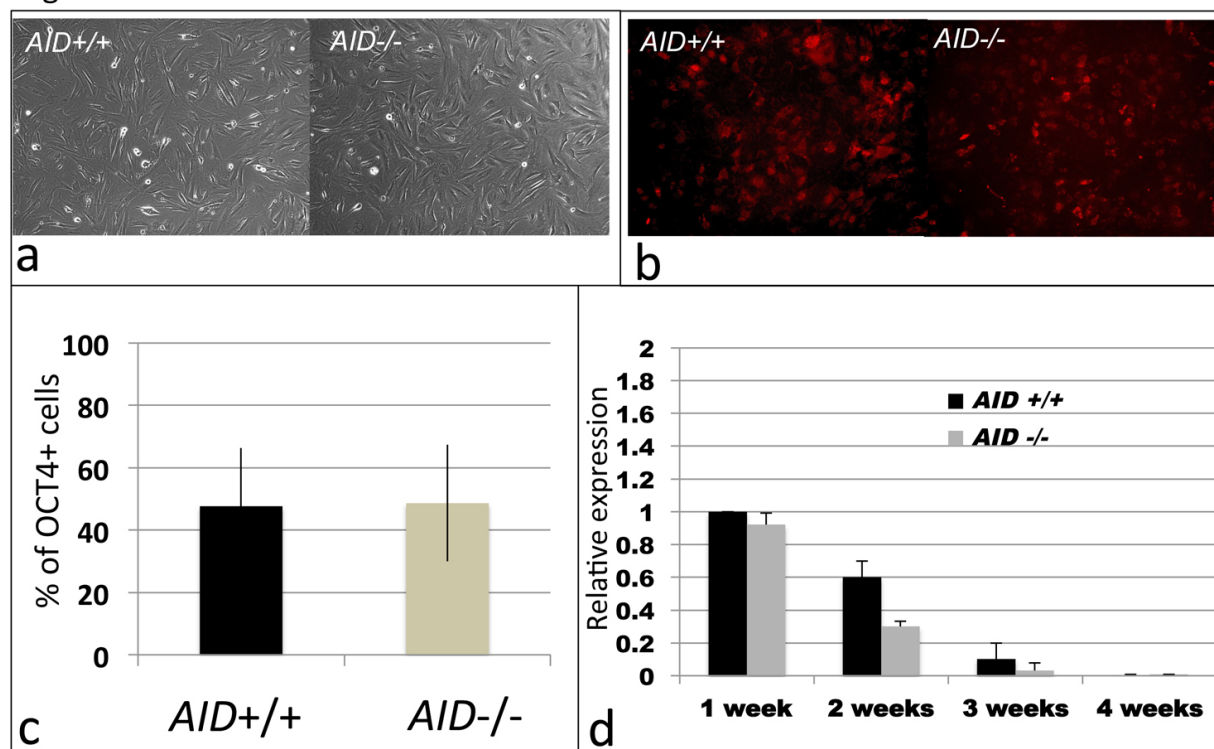 AID+/+ AID-/-
a
AID+/+ AID-/-
b
% of OCT4+ cells
100
80
60
40
20
0
AID+/+ AID-/-
c
Relative expression
2
1.8
1.6
1.4
1.2
1
0.8
0.6
0.4
0.2
0
AID +/+
AID -/-
1 week 2 weeks 3 weeks 4 weeks
d